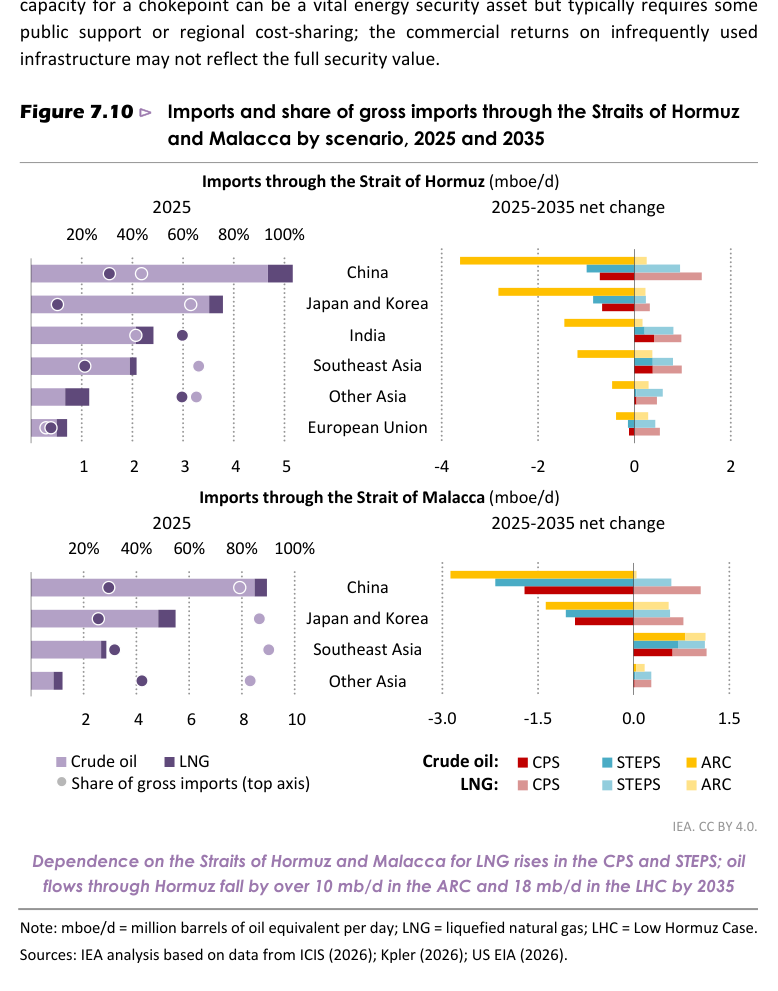 capacity for a chokepoint can be a vital energy security asset but typically requires some
public support or regional cost-sharing; the commercial returns on infrequently used
infrastructure may not reflect the full security value.
Figure 7.10 ▻ Imports and share of gross imports through the Straits of Hormuz
and Malacca by scenario, 2025 and 2035
Imports through the Strait of Hormuz (mboe/d)
2025 2025-2035 net change
20% 40% 60% 80% 100%
China
Japan and Korea
India
Southeast Asia
Other Asia
European Union
1 2 3 4 5 -4 -2 0 2
Imports through the Strait of Malacca (mboe/d)
2025 2025-2035 net change
20% 40% 60% 80% 100%
China
Japan and Korea
Southeast Asia
Other Asia
2 4 6 8 10 -3.0 -1.5 0.0 1.5
Crude oil LNG Crude oil: CPS STEPS ARC
Share of gross imports (top axis) LNG: CPS STEPS ARC
IEA. CC BY 4.0.
Dependence on the Straits of Hormuz and Malacca for LNG rises in the CPS and STEPS; oil
flows through Hormuz fall by over 10 mb/d in the ARC and 18 mb/d in the LHC by 2035
Note: mboe/d = million barrels of oil equivalent per day; LNG = liquefied natural gas; LHC = Low Hormuz Case.
Sources: IEA analysis based on data from ICIS (2026); Kpler (2026); US EIA (2026).